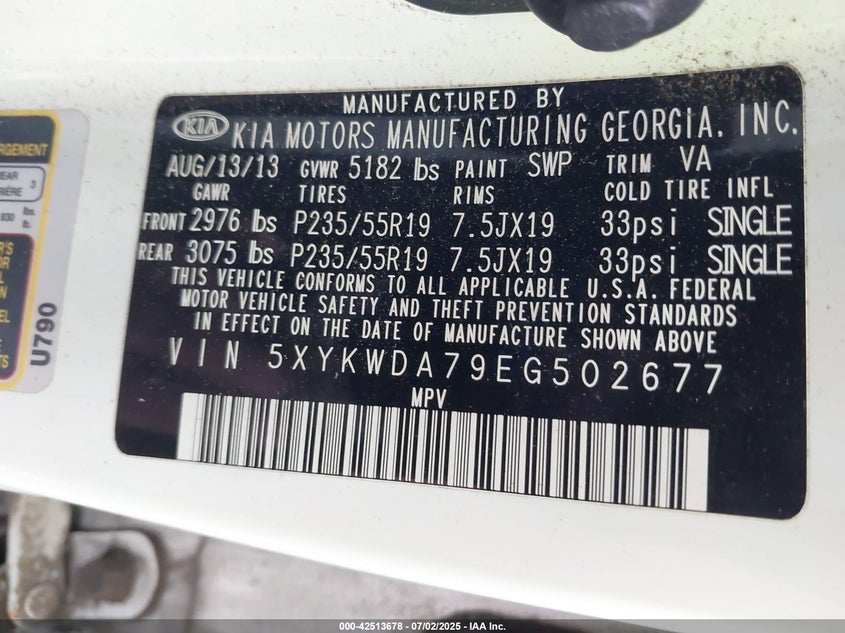 MANUFACTURED BY
KIA KIA MOTORS MANUFACTURING GEORGIA, INC.
AUG/13/13 GVWR 5182 lbs PAINT SWP TRIM VA
GAWR TIRES RIMS COLD TIRE INFL
FRONT 2976 lbs P235/55R19 7.5JX19 33psi SINGLE
REAR 3075 lbs P235/55R19 7.5JX19 33psi SINGLE
THIS VEHICLE CONFORMS TO ALL APPLICABLE U.S.A. FEDERAL
MOTOR VEHICLE SAFETY AND THEFT PREVENTION STANDARDS
IN EFFECT ON THE DATE OF MANUFACTURE SHOWN ABOVE
VIN 5XYKWDA79EG502677
MPV
U790
000-42513678 - 07/02/2025 - IAA Inc.